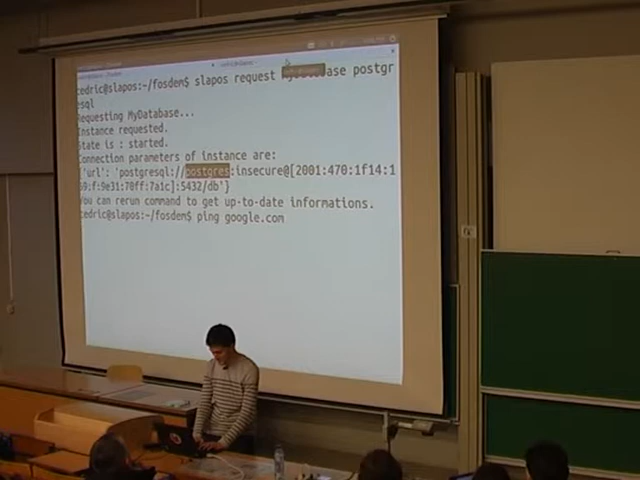 cedric@slapos:~/fosdem$ slapos request base postgr
esql
Requesting MyDatabase...
Instance requested.
State is : started.
Connection parameters of instance are:
{'url': 'postgresql://postgres:insecure@[2001:470:1f14:1
69:f:9e31:70ff:7a1c]:5432/db'}
You can rerun command to get up-to-date informations.
cedric@slapos:~/fosdem$ ping google.com